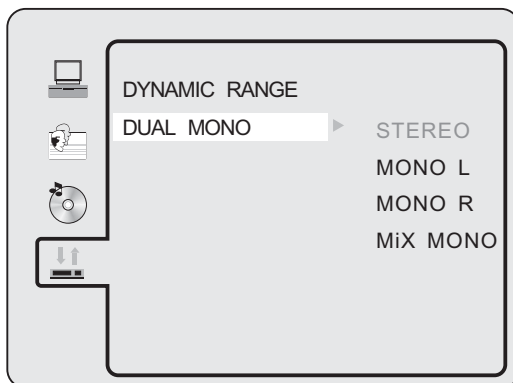 DYNAMIC RANGE
DUAL MONO
STEREO
MONO L
MONO R
MiX MONO